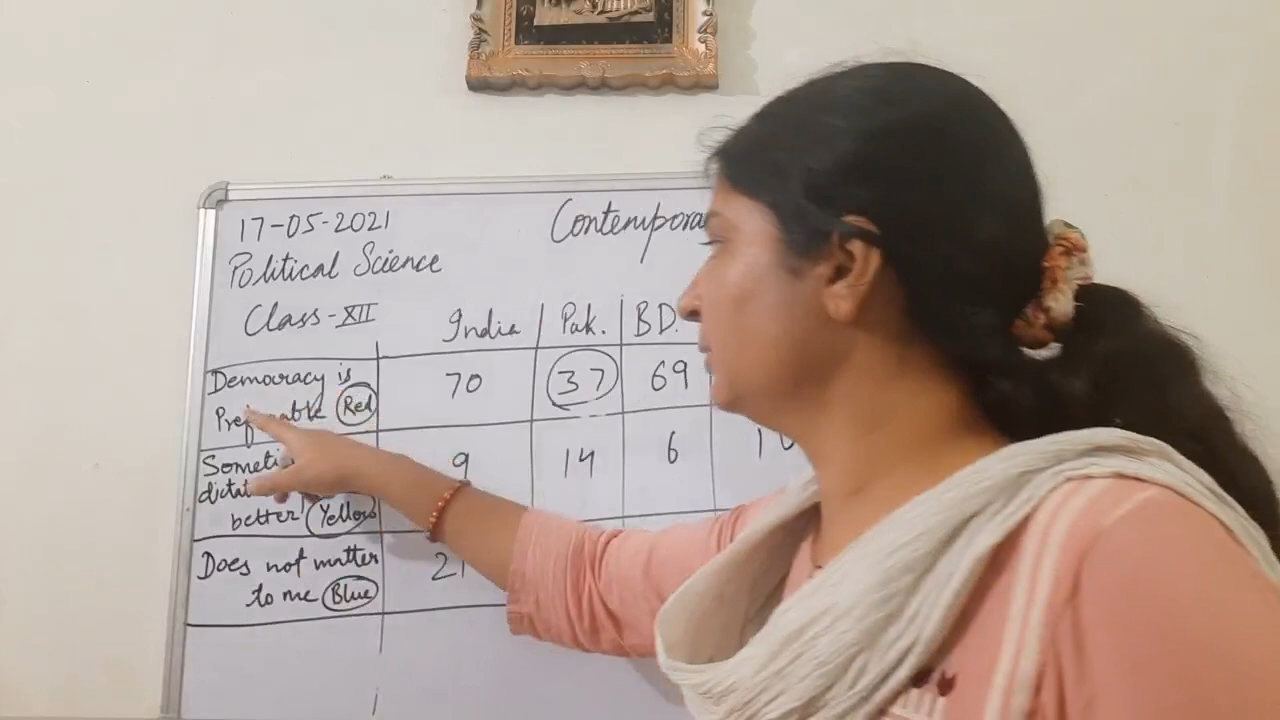 17-05-2021
Political Science
Class-XII
India Pak. BD.
Democracy is 70 37 69
Red
9 14 6
better Yellow
Does not matter 21
to me Blue